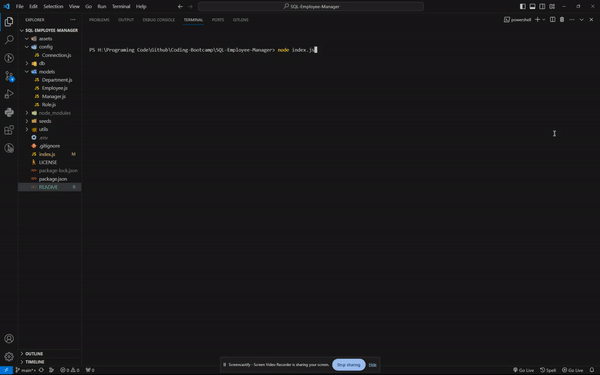 File Edit Selection View Go Run Terminal Help
SQL-Employee-Manager
EXPLORER
PROBLEMS OUTPUT DEBUG CONSOLE TERMINAL PORTS GITLENS
powershell
SQL-EMPLOYEE-MANAGER
assets
config
Connection.js
db
models
Department.js
Employee.js
Manager.js
Role.js
node_modules
seeds
utils
.env
.gitignore
index.js M
LICENSE
package-lock.json
package.json
README
PS H:\Programing Code\Github\Coding-Bootcamp\SQL-Employee-Manager> node index.js
Screencastify - Screen Video Recorder is sharing your screen. Stop sharing Hide
OUTLINE
TIMELINE
main* 0 0 0 Go Live Spell Go Live